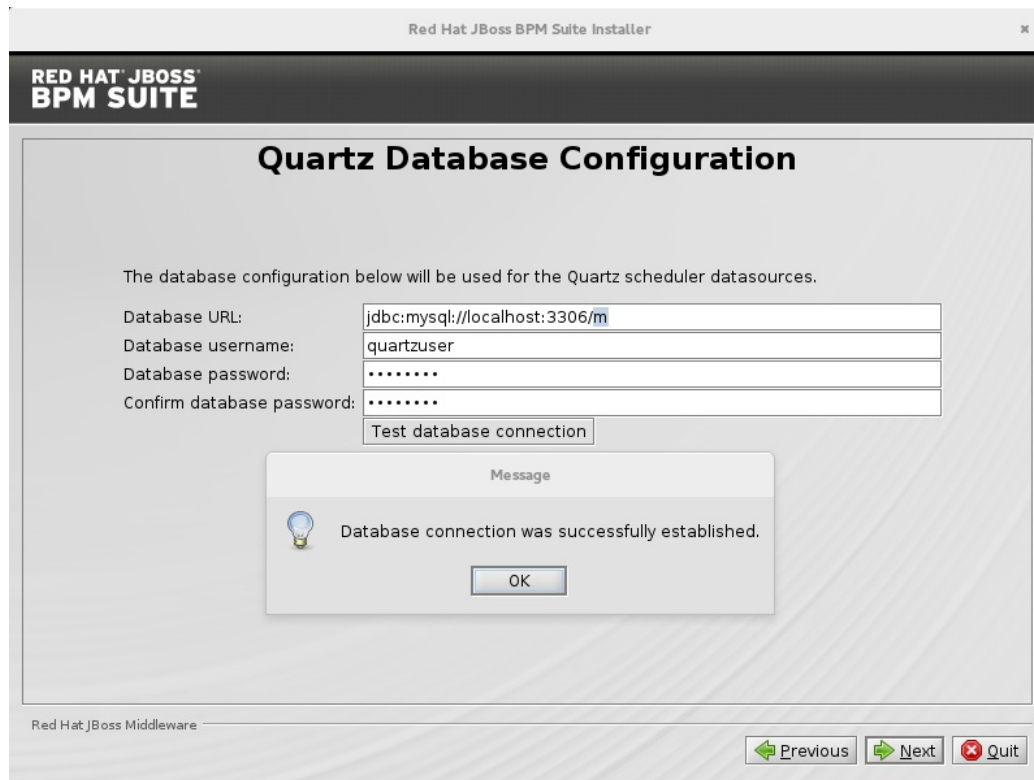 Red Hat JBoss BPM Suite Installer
RED HAT JBOSS
BPM SUITE
Quartz Database Configuration
The database configuration below will be used for the Quartz scheduler datasources.
Database URL: jdbc:mysql://localhost:3306/m
Database username: quartzuser
Database password: ••••••••
Confirm database password: ••••••••
Test database connection
Message
Database connection was successfully established.
OK
Red Hat JBoss Middleware
Previous Next Quit